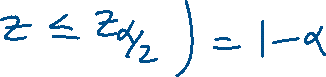 z ≤ z_{α/2} ) = 1-α